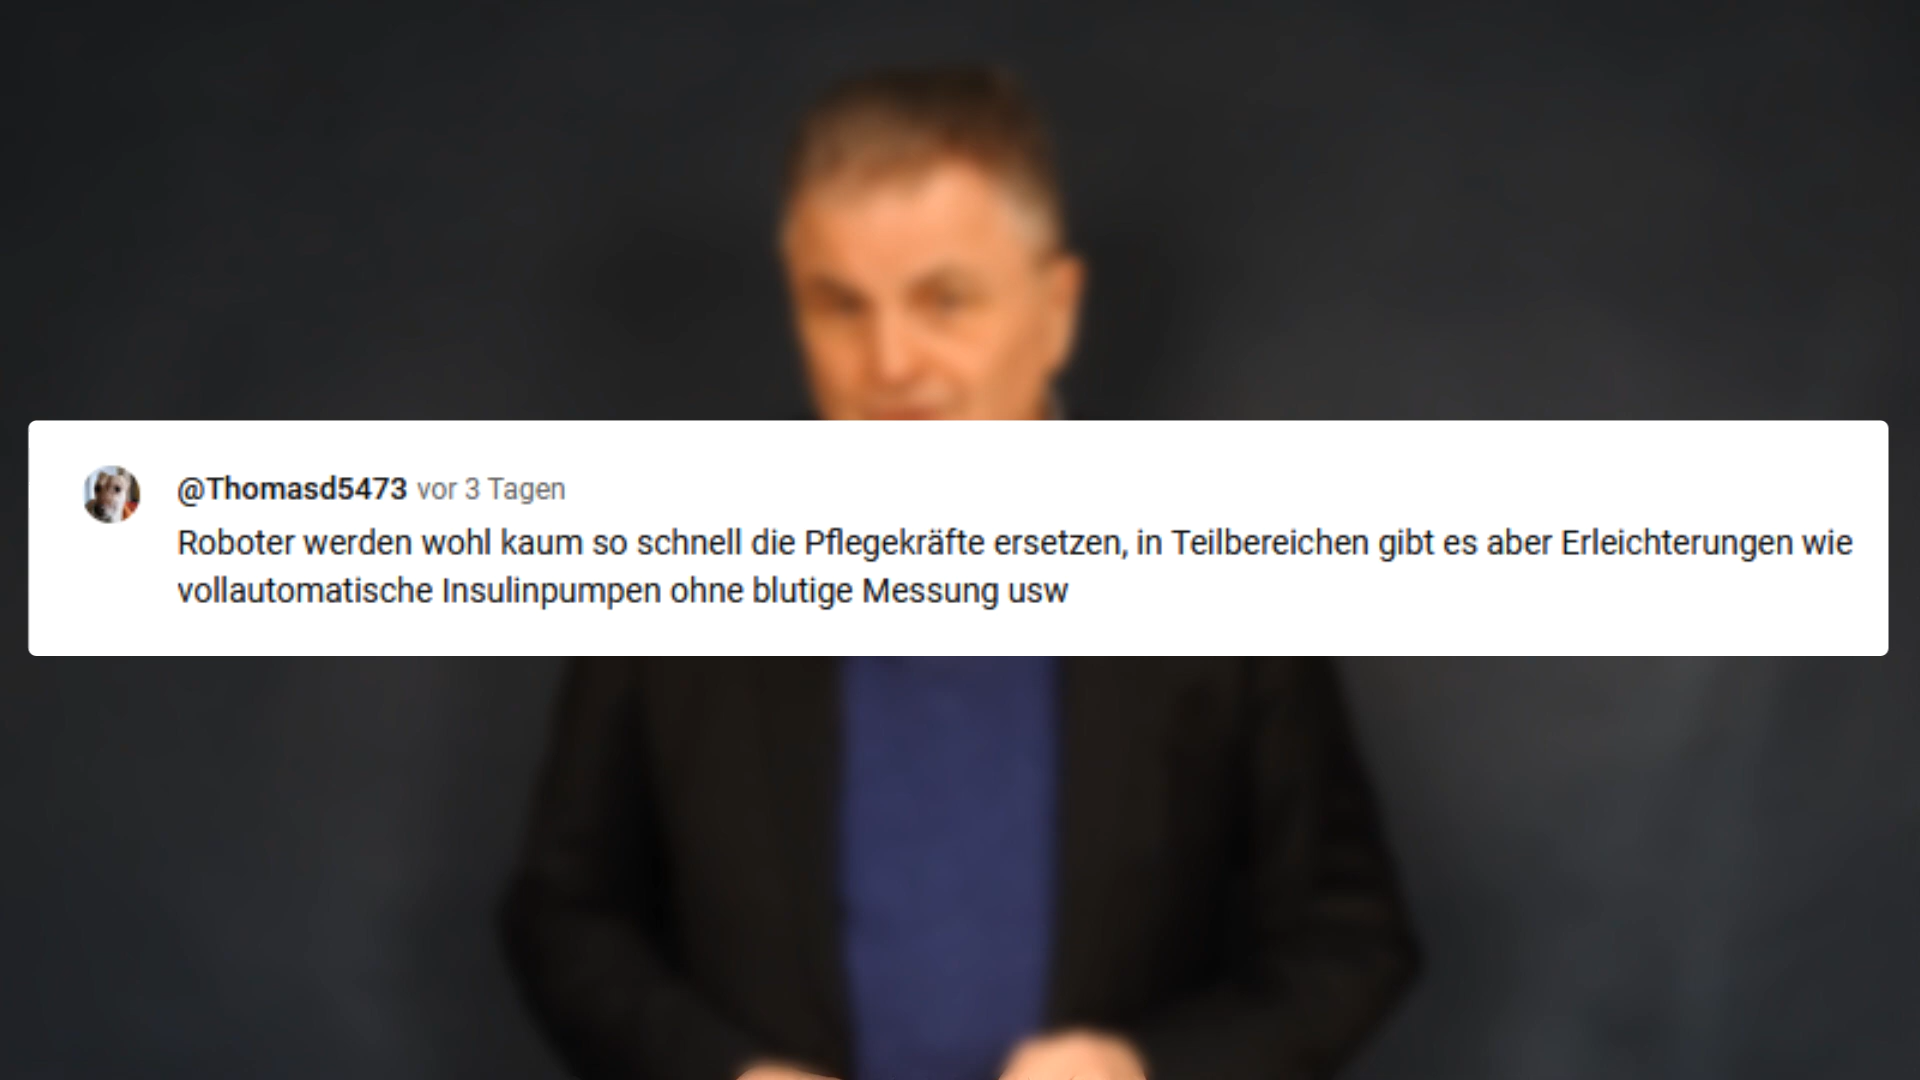 @Thomasd5473 vor 3 Tagen
Roboter werden wohl kaum so schnell die Pflegekräfte ersetzen, in Teilbereichen gibt es aber Erleichterungen wie
vollautomatische Insulinpumpen ohne blutige Messung usw